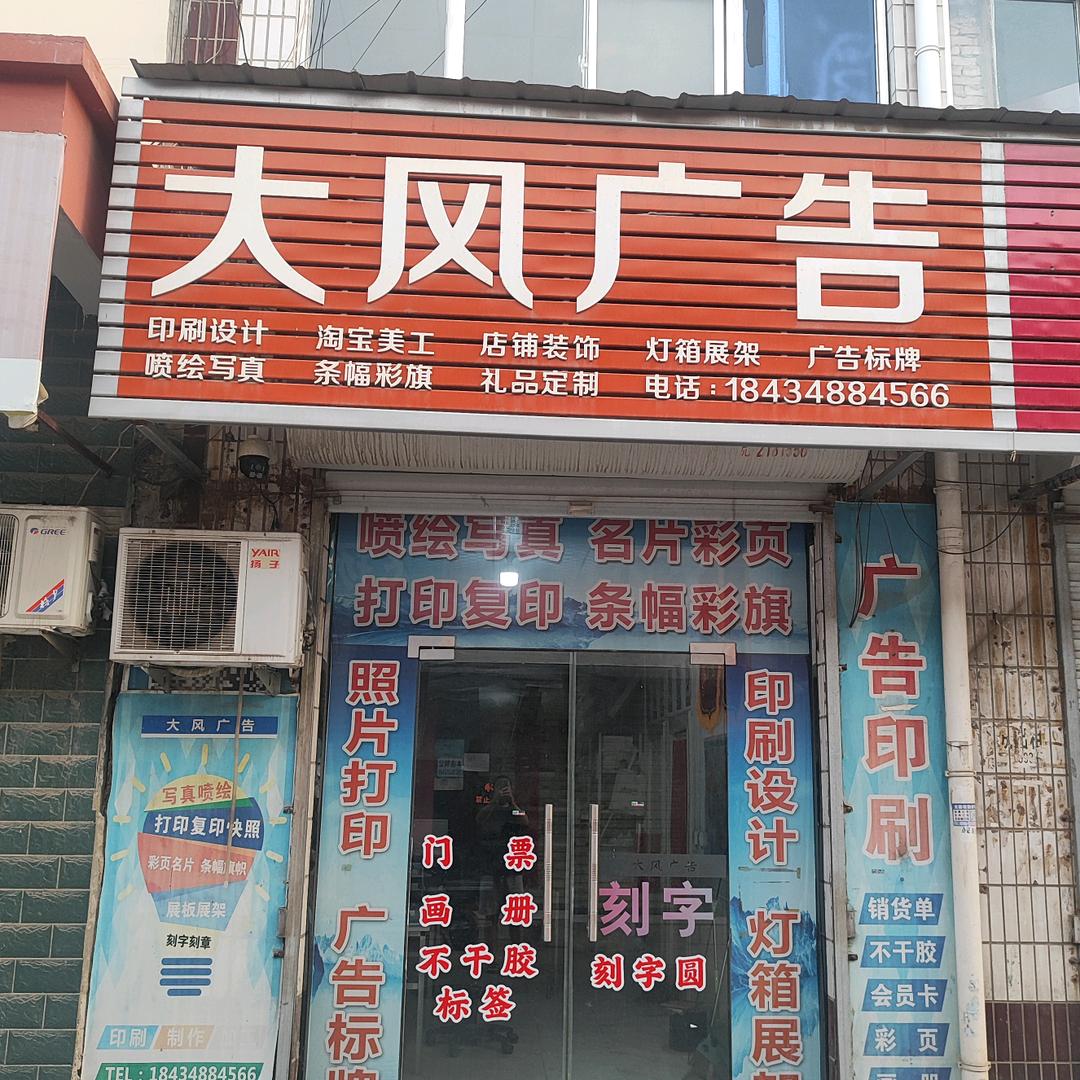 大风广告
印刷设计 淘宝美工 店铺装饰 灯箱展架 广告标牌
喷绘写真 条幅彩旗 礼品定制 电话:18434884566
GREE
YAIR
扬子
喷绘写真 名片彩页
打印复印 条幅彩旗
照片打印 广告标牌
印刷设计 灯箱展架
广告印刷
销货单
不干胶
会员卡
彩页
门票
画册
不干胶
标签
大风广告
刻字
刻字圆
大风广告
写真喷绘
打印复印快照
彩页名片 条幅旗帜
展板展架
刻字刻章
印刷 制作
TEL:18434884566